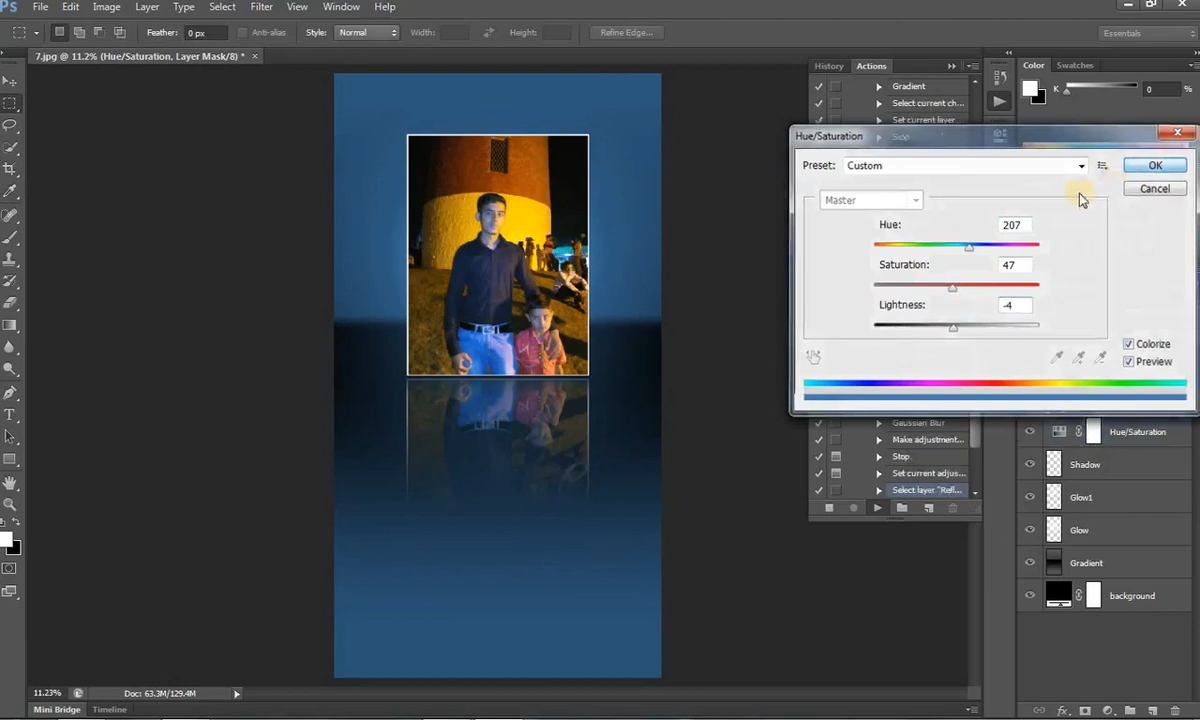 Ps File Edit Image Layer Type Select Filter View Window Help
Feather: 0 px Anti-alias Style: Normal Width: Height: Refine Edge... Essentials
7.jpg @ 11.2% (Hue/Saturation, Layer Mask/8) * ×
History Actions
Color Swatches
Gradient
K 0 %
Select current ch...
Set current layer
Stop
Hue/Saturation
Preset: Custom OK
Cancel
Master
Hue: 207
Saturation: 47
Lightness: -4
Colorize
Preview
Gaussian Blur
Make adjustment...
Stop
Set current adjus...
Select layer "Refl...
Hue/Saturation
Shadow
Glow1
Glow
Gradient
background
11.23% Doc: 63.3M/129.4M
Mini Bridge Timeline